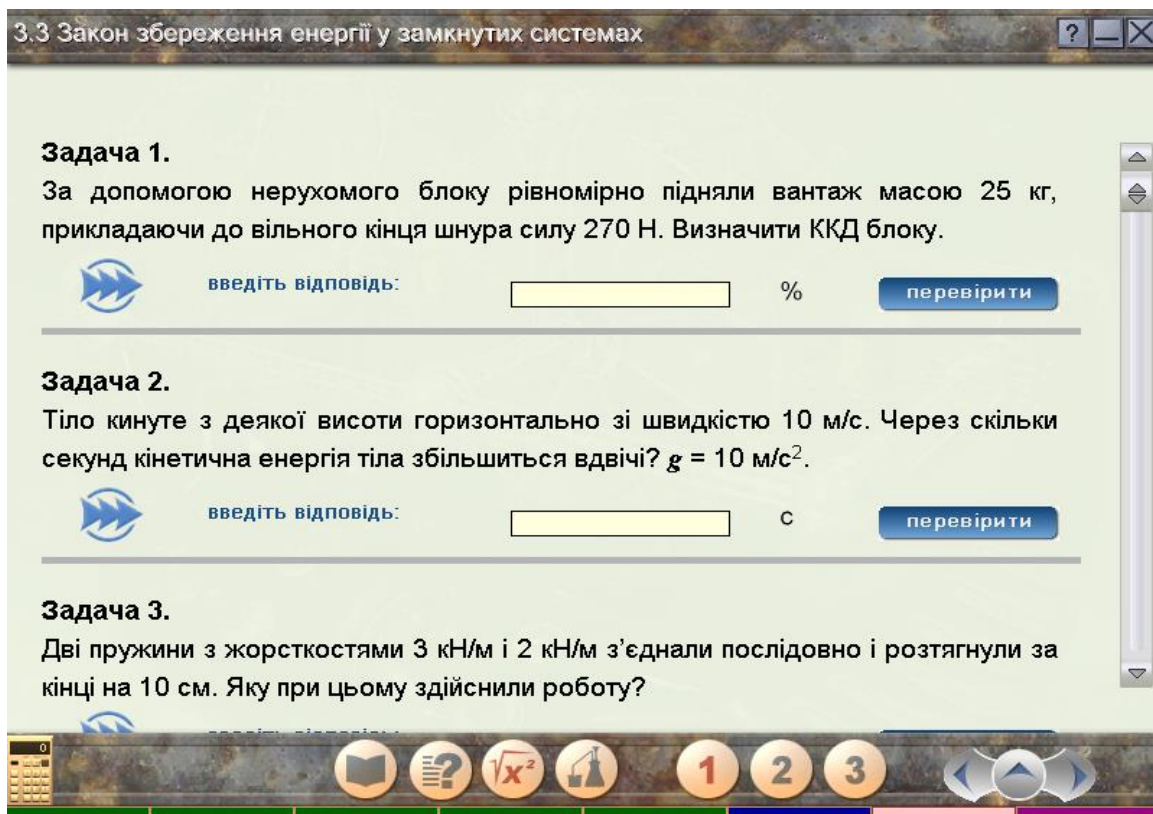 3.3 Закон збереження енергії у замкнутих системах
?
Задача 1.
За допомогою нерухомого блоку рівномірно підняли вантаж масою 25 кг,
прикладаючи до вільного кінця шнура силу 270 Н. Визначити ККД блоку.
введіть відповідь: % перевірити
Задача 2.
Тіло кинуте з деякої висоти горизонтально зі швидкістю 10 м/с. Через скільки
секунд кінетична енергія тіла збільшиться вдвічі? g = 10 м/с².
введіть відповідь: с перевірити
Задача 3.
Дві пружини з жорсткостями 3 кН/м і 2 кН/м з’єднали послідовно і розтягнули за
кінці на 10 см. Яку при цьому здійснили роботу?
0 ? √x² 1 2 3